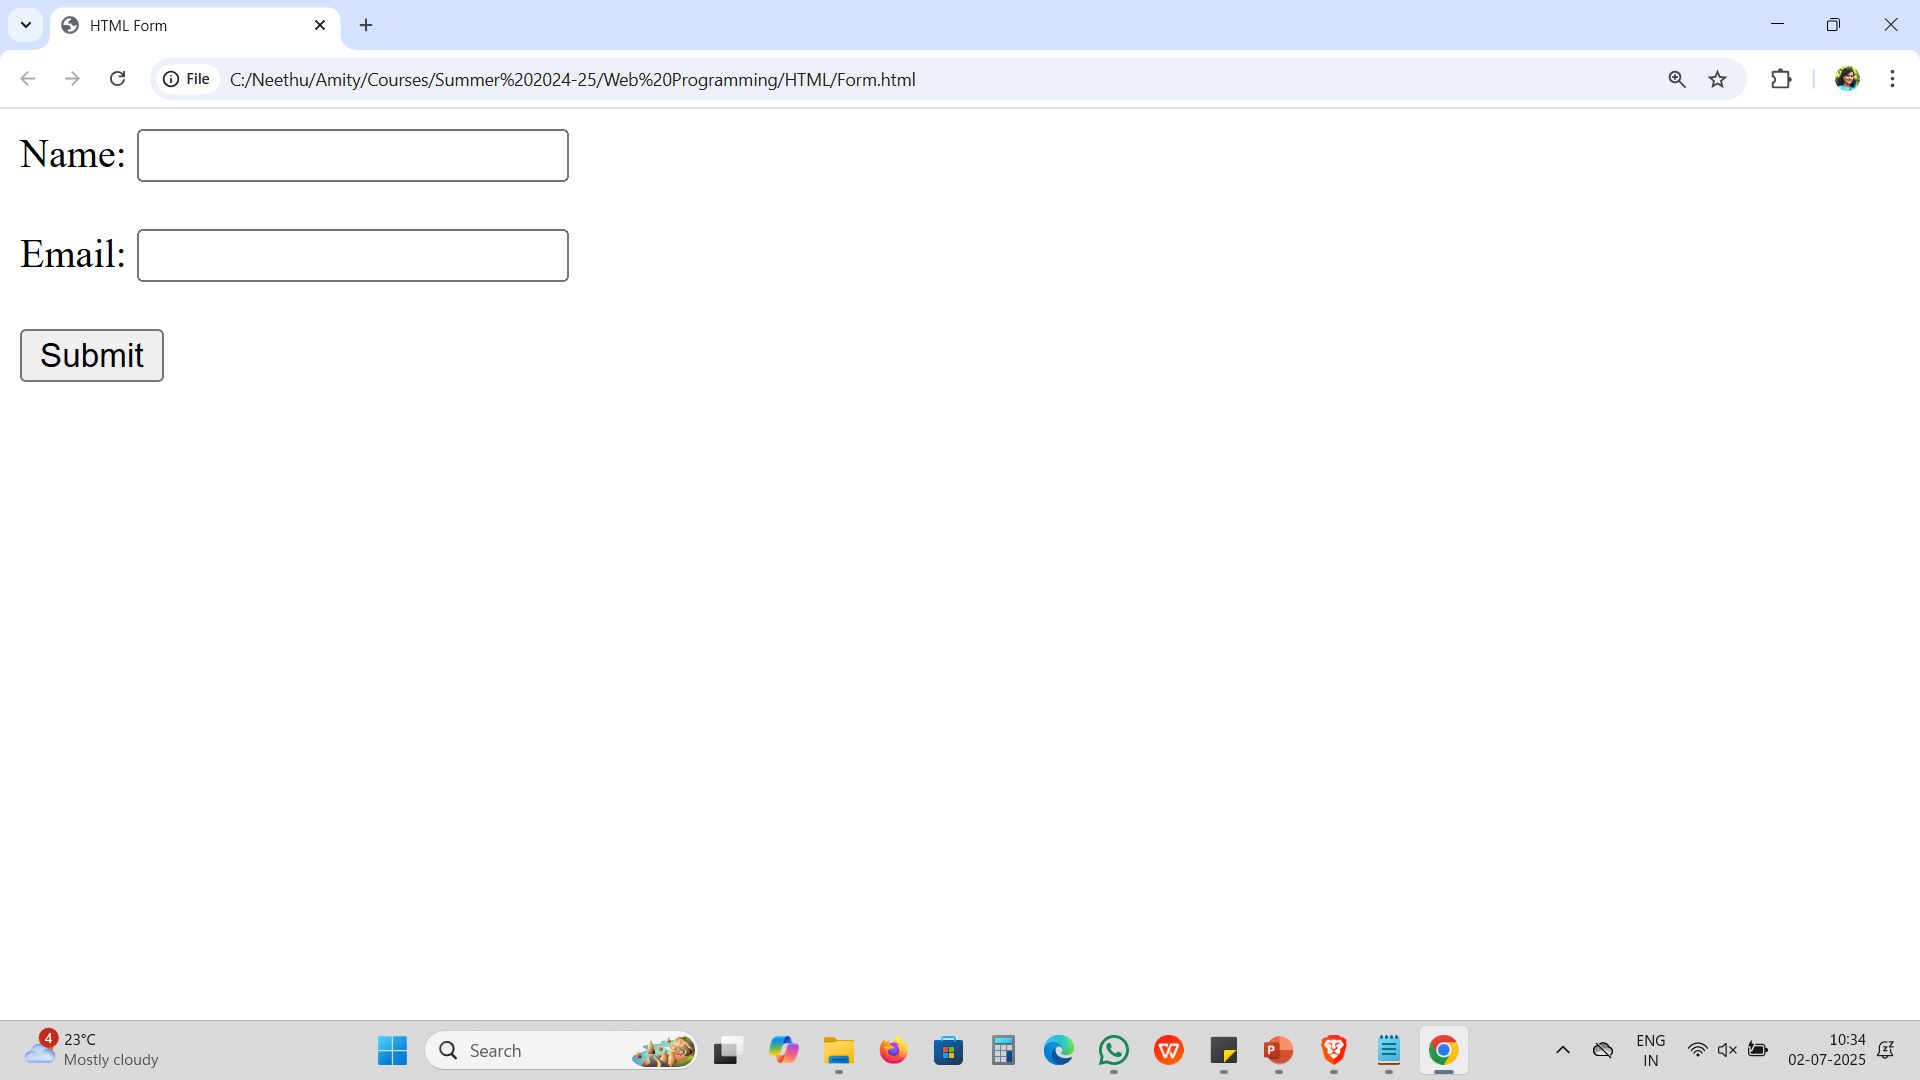 HTML Form
File C:/Neethu/Amity/Courses/Summer%202024-25/Web%20Programming/HTML/Form.html
Name:
Email:
Submit
4 23°C
Mostly cloudy
Search
W
P
ENG
IN
10:34
02-07-2025